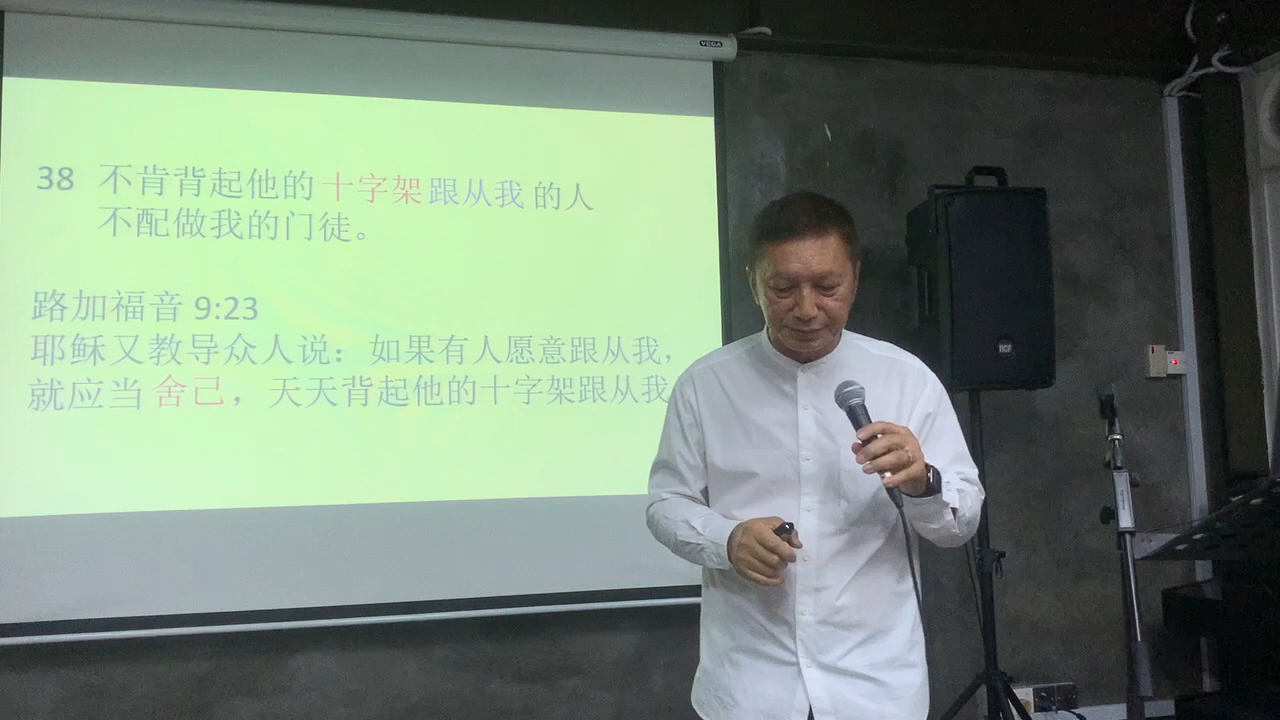 VEGA
38 不肯背起他的十字架跟从我的人
不配做我的门徒。
路加福音 9:23
耶稣又教导众人说：如果有人愿意跟从我，
就应当舍己，天天背起他的十字架跟从我
RCF